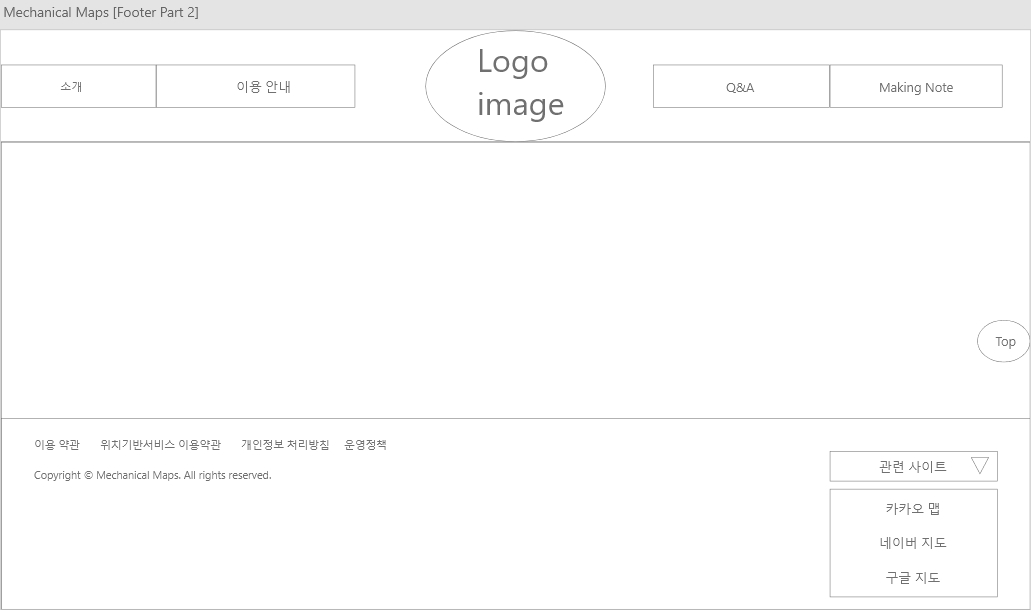 Mechanical Maps [Footer Part 2]
소개
이용 안내
Logo
image
Q&A
Making Note
Top
이용 약관 위치기반서비스 이용약관 개인정보 처리방침 운영정책
Copyright © Mechanical Maps. All rights reserved.
관련 사이트
카카오 맵
네이버 지도
구글 지도